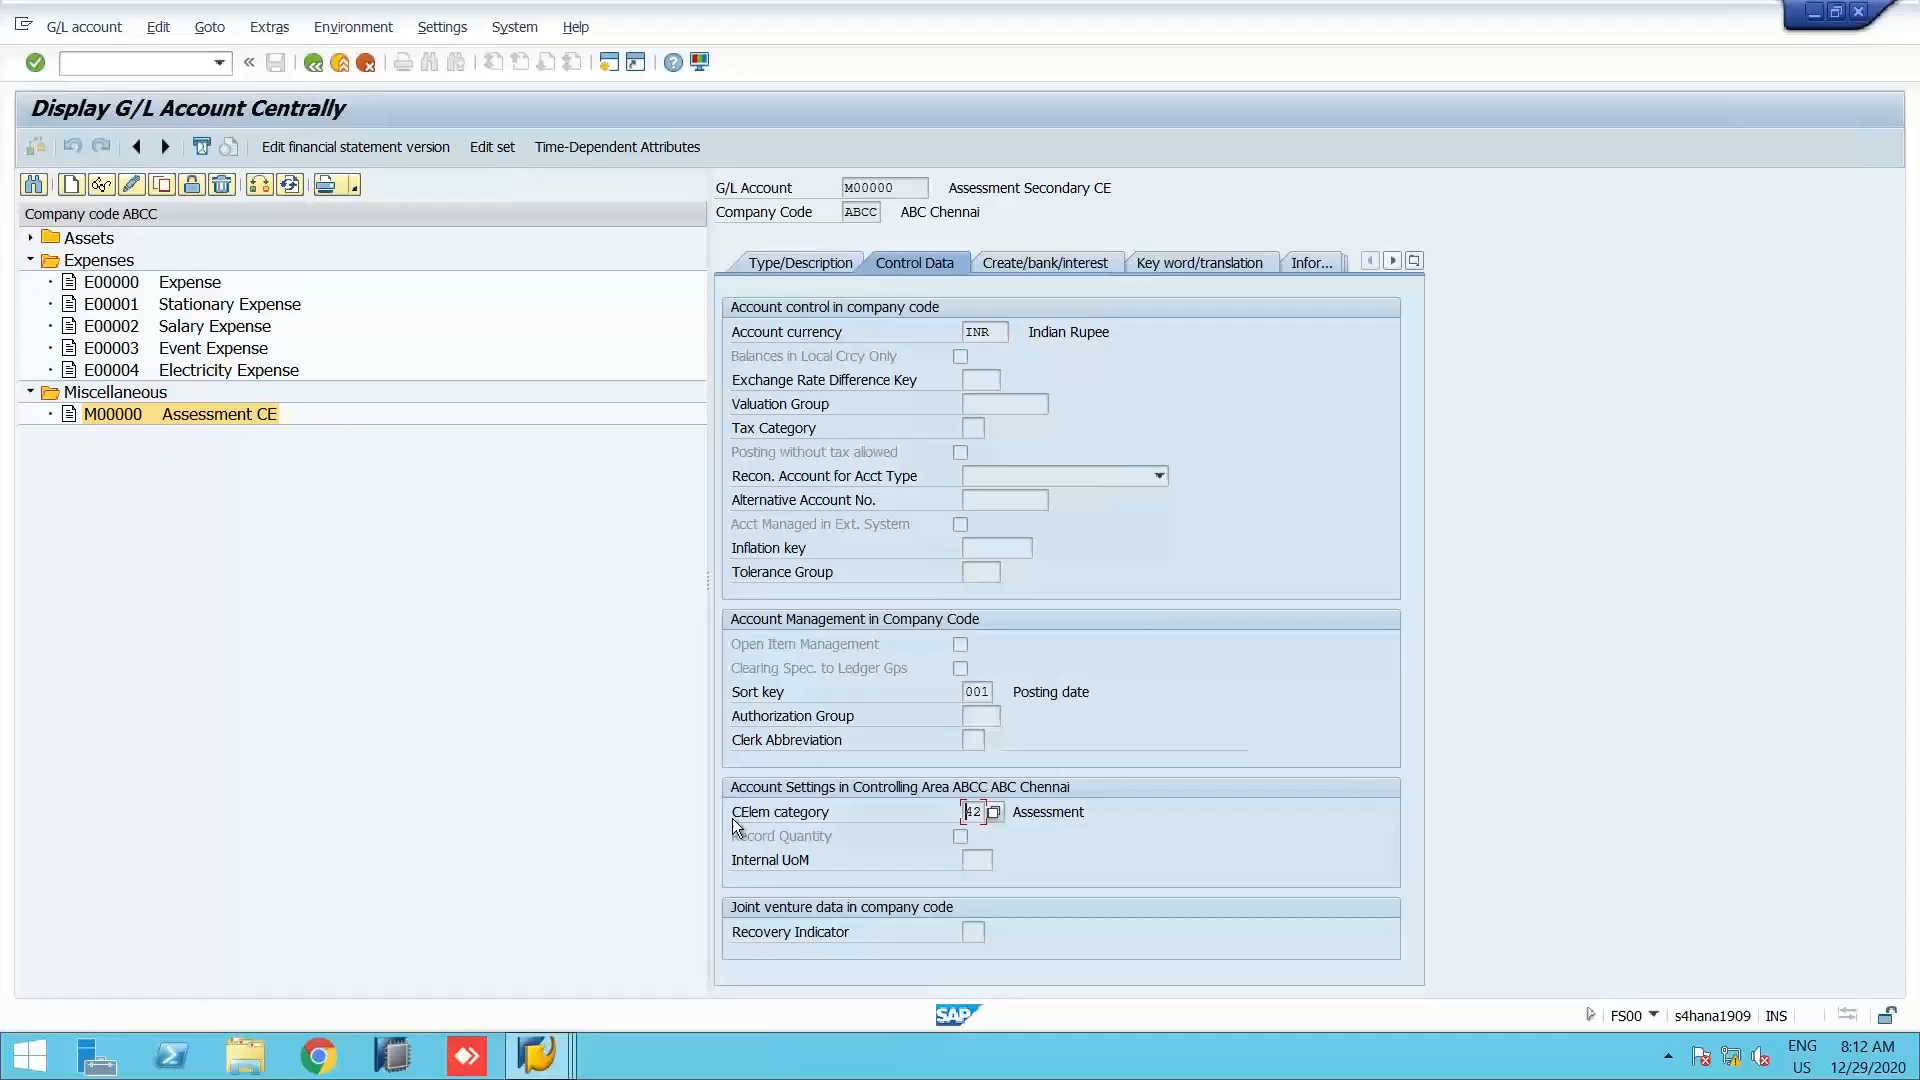 G/L account Edit Goto Extras Environment Settings System Help
Display G/L Account Centrally
Edit financial statement version Edit set Time-Dependent Attributes
Company code ABCC
Assets
Expenses
E00000 Expense
E00001 Stationary Expense
E00002 Salary Expense
E00003 Event Expense
E00004 Electricity Expense
Miscellaneous
M00000 Assessment CE
G/L Account M00000 Assessment Secondary CE
Company Code ABCC ABC Chennai
Type/Description Control Data Create/bank/interest Key word/translation Infor...
Account control in company code
Account currency INR Indian Rupee
Balances in Local Crcy Only
Exchange Rate Difference Key
Valuation Group
Tax Category
Posting without tax allowed
Recon. Account for Acct Type
Alternative Account No.
Acct Managed in Ext. System
Inflation key
Tolerance Group
Account Management in Company Code
Open Item Management
Clearing Spec. to Ledger Gps
Sort key 001 Posting date
Authorization Group
Clerk Abbreviation
Account Settings in Controlling Area ABCC ABC Chennai
CElem category 42 Assessment
Record Quantity
Internal UoM
Joint venture data in company code
Recovery Indicator
SAP FS00 s4hana1909 INS
ENG 8:12 AM
US 12/29/2020